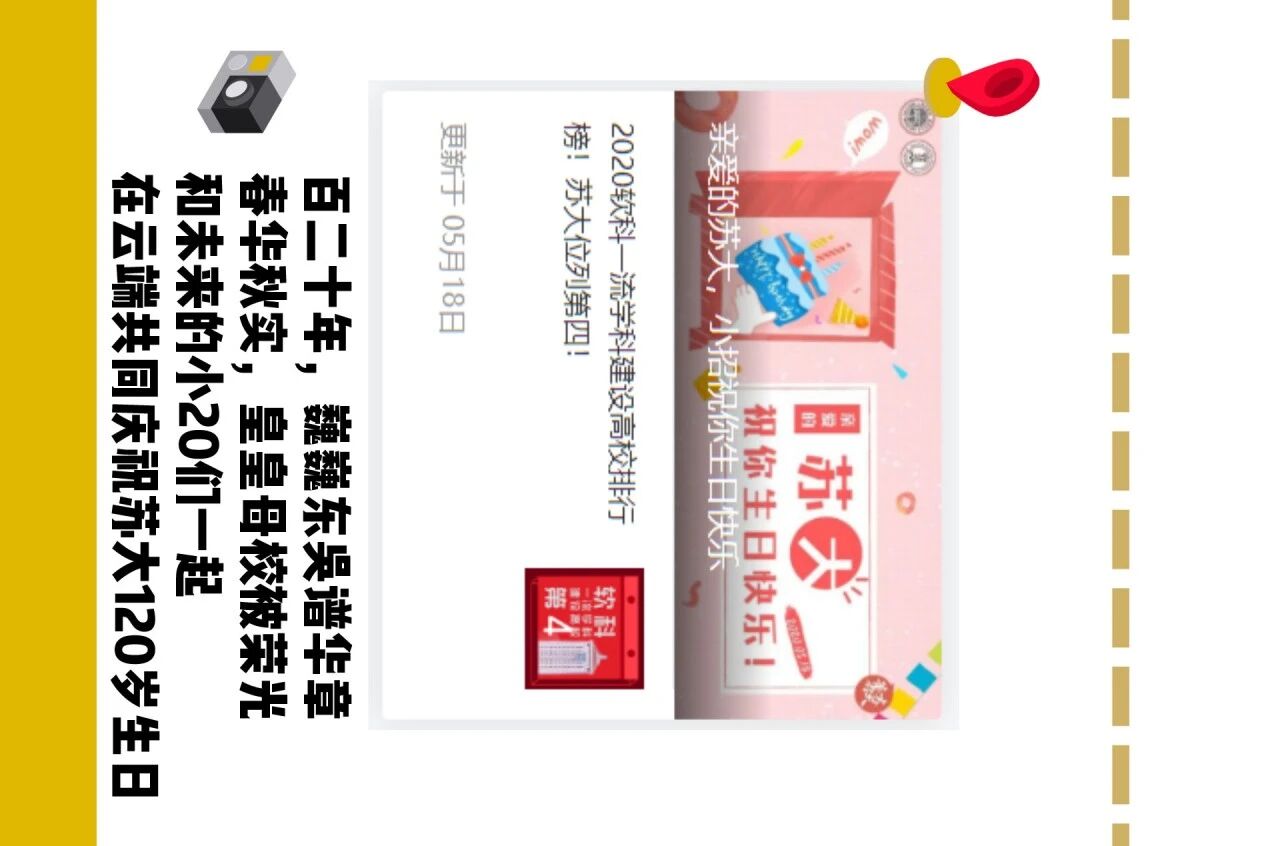 亲爱的
苏大
祝你生日快乐！
亲爱的苏大，小招祝你生日快乐
2020软科一流学科建设高校排行
榜！苏大位列第四！
软科
第4
更新于 05月18日
百二十年，巍巍东吴谱华章
春华秋实，皇皇母校被荣光
和未来的小20们一起
在云端共同庆祝苏大120岁生日